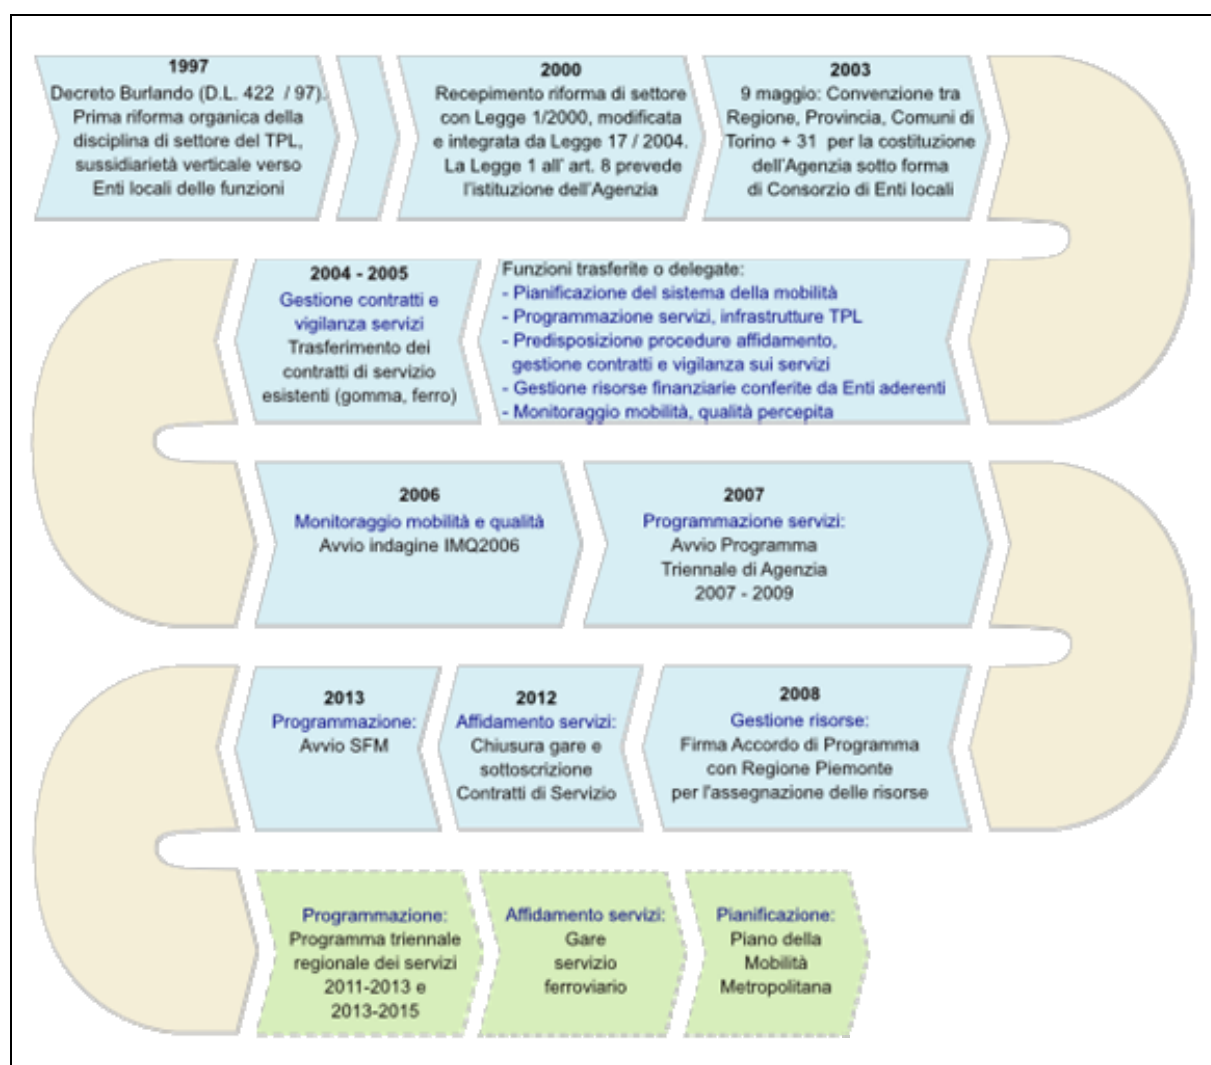 1997
Decreto Burlando (D.L. 422 / 97).
Prima riforma organica della
disciplina di settore del TPL,
sussidiarietà verticale verso
Enti locali delle funzioni
2000
Recepimento riforma di settore
con Legge 1/2000, modificata
e integrata da Legge 17 / 2004.
La Legge 1 all' art. 8 prevede
l'istituzione dell'Agenzia
2003
9 maggio: Convenzione tra
Regione, Provincia, Comuni di
Torino + 31 per la costituzione
dell'Agenzia sotto forma
di Consorzio di Enti locali
Funzioni trasferite o delegate:
- Pianificazione del sistema della mobilità
- Programmazione servizi, infrastrutture TPL
- Predisposizione procedure affidamento,
gestione contratti e vigilanza sui servizi
- Gestione risorse finanziarie conferite da Enti aderenti
- Monitoraggio mobilità, qualità percepita
2004 - 2005
Gestione contratti e
vigilanza servizi
Trasferimento dei
contratti di servizio
esistenti (gomma, ferro)
2006
Monitoraggio mobilità e qualità
Avvio indagine IMQ2006
2007
Programmazione servizi:
Avvio Programma
Triennale di Agenzia
2007 - 2009
2008
Gestione risorse:
Firma Accordo di Programma
con Regione Piemonte
per l'assegnazione delle risorse
2012
Affidamento servizi:
Chiusura gare e
sottoscrizione
Contratti di Servizio
2013
Programmazione:
Avvio SFM
Programmazione:
Programma triennale
regionale dei servizi
2011-2013 e
2013-2015
Affidamento servizi:
Gare
servizio
ferroviario
Pianificazione:
Piano della
Mobilità
Metropolitana